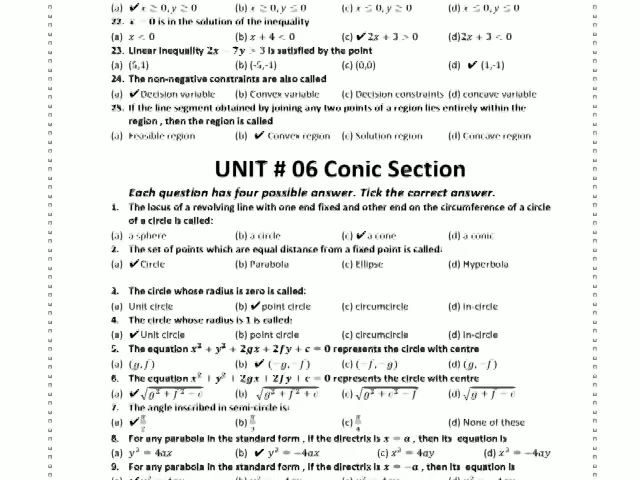 (a) ✔ x ≥ 0, y ≥ 0 (b) x ≥ 0, y ≤ 0 (c) x ≤ 0, y ≥ 0 (d) x ≤ 0, y ≤ 0
22. x = 0 is in the solution of the inequality
(a) x < 0 (b) x + 4 < 0 (c) ✔ 2x + 3 > 0 (d) 2x + 3 < 0
23. Linear inequality 2x − 7y > 3 is satisfied by the point
(a) (5,1) (b) (-5,-1) (c) (0,0) (d) ✔ (1,-1)
24. The non-negative constraints are also called
(a) ✔ Decision variable (b) Convex variable (c) Decision constraints (d) concave variable
25. If the line segment obtained by joining any two points of a region lies entirely within the
region , then the region is called
(a) Feasible region (b) ✔ Convex region (c) Solution region (d) Concave region
UNIT # 06 Conic Section
Each question has four possible answer. Tick the correct answer.
1. The locus of a revolving line with one end fixed and other end on the circumference of a circle
of a circle is called:
(a) a sphere (b) a circle (c) ✔ a cone (d) a conic
2. The set of points which are equal distance from a fixed point is called:
(a) ✔ Circle (b) Parabola (c) Ellipse (d) Hyperbola
3. The circle whose radius is zero is called:
(a) Unit circle (b) ✔ point circle (c) circumcircle (d) in-circle
4. The circle whose radius is 1 is called:
(a) ✔ Unit circle (b) point circle (c) circumcircle (d) in-circle
5. The equation x² + y² + 2gx + 2fy + c = 0 represents the circle with centre
(a) (g, f) (b) ✔ (−g, −f) (c) (−f, −g) (d) (g, −f)
6. The equation x² + y² + 2gx + 2fy + c = 0 represents the circle with centre
(a) ✔ √(g² + f² − c) (b) √(g² + f² + c) (c) √(g² + c² − f) (d) √(g + f − c)
7. The angle inscribed in semi-circle is:
(a) ✔ π/2 (b) π/3 (c) π/4 (d) None of these
8. For any parabola in the standard form , if the directrix is x = a , then its equation is
(a) y² = 4ax (b) ✔ y² = −4ax (c) x² = 4ay (d) x² = −4ay
9. For any parabola in the standard form , if the directrix is x = −a , then its equation is